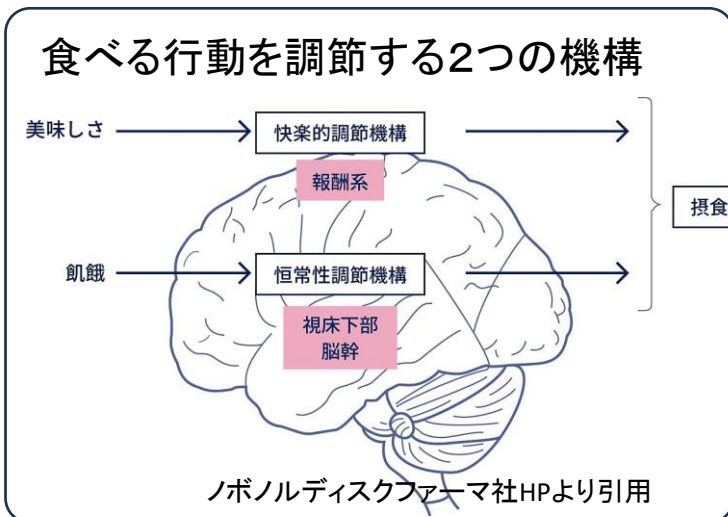 食べる行動を調節する2つの機構
美味しさ
快楽的調節機構
報酬系
摂食
飢餓
恒常性調節機構
視床下部
脳幹
ノボノルディスクファーマ社HPより引用